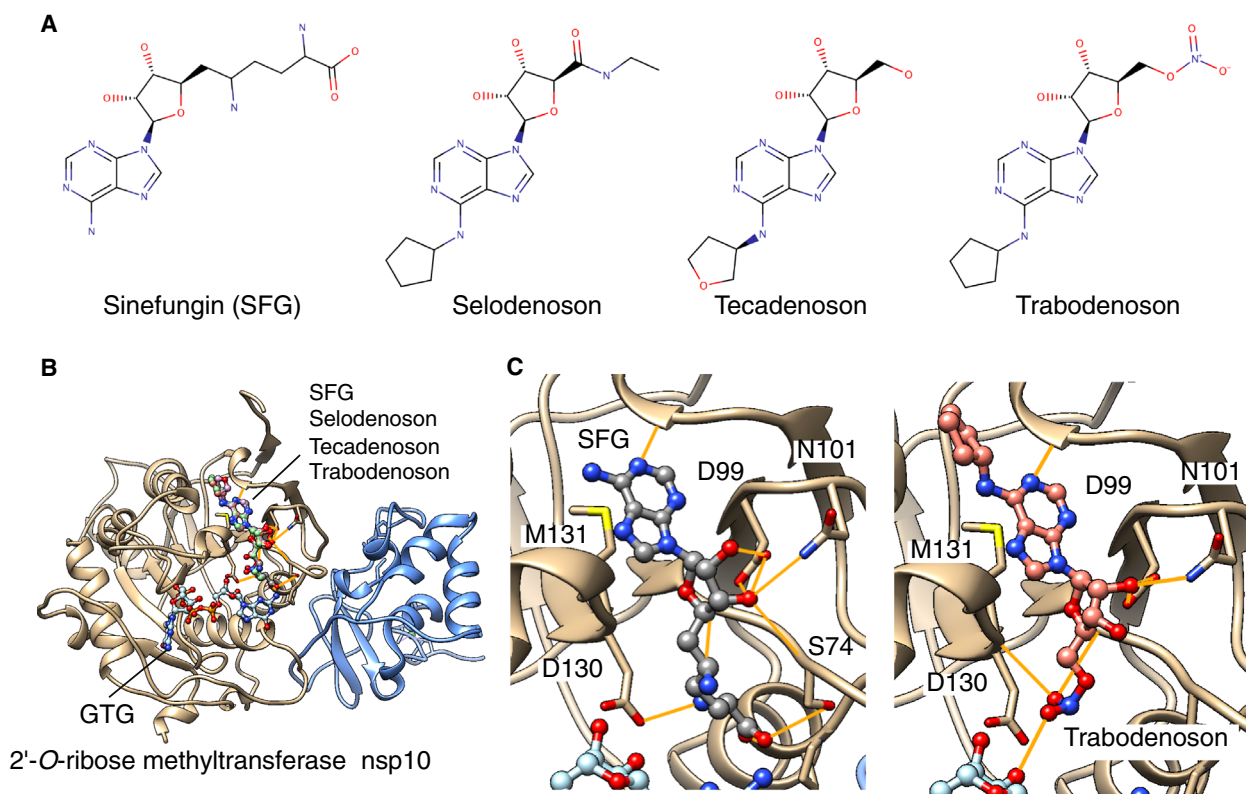 A
O
N
N
O
O
O
O
N
O
N
N
N
N
N
O
O
N
O
O
N
N
N
N
N
O
O
O
O
N
N
N
N
N
O
O
O
O
N⁺
O
O⁻
O
N
N
N
N
N
Sinefungin (SFG)
Selodenoson
Tecadenoson
Trabodenoson
B
SFG
Selodenoson
Tecadenoson
Trabodenoson
GTG
2'-O-ribose methyltransferase nsp10
C
SFG
D99
N101
M131
S74
D130
D99
N101
M131
D130
Trabodenoson